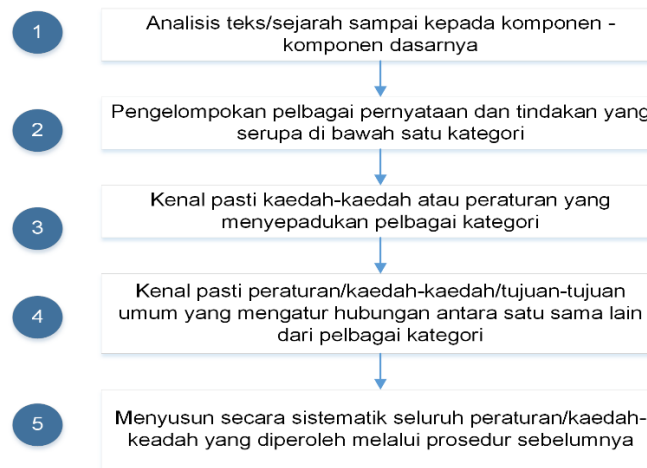 1
Analisis teks/sejarah sampai kepada komponen -
komponen dasarnya
2
Pengelompokan pelbagai pernyataan dan tindakan yang
serupa di bawah satu kategori
3
Kenal pasti kaedah-kaedah atau peraturan yang
menyepadukan pelbagai kategori
4
Kenal pasti peraturan/kaedah-kaedah/tujuan-tujuan
umum yang mengatur hubungan antara satu sama lain
dari pelbagai kategori
5
Menyusun secara sistematik seluruh peraturan/kaedah-
keadah yang diperoleh melalui prosedur sebelumnya